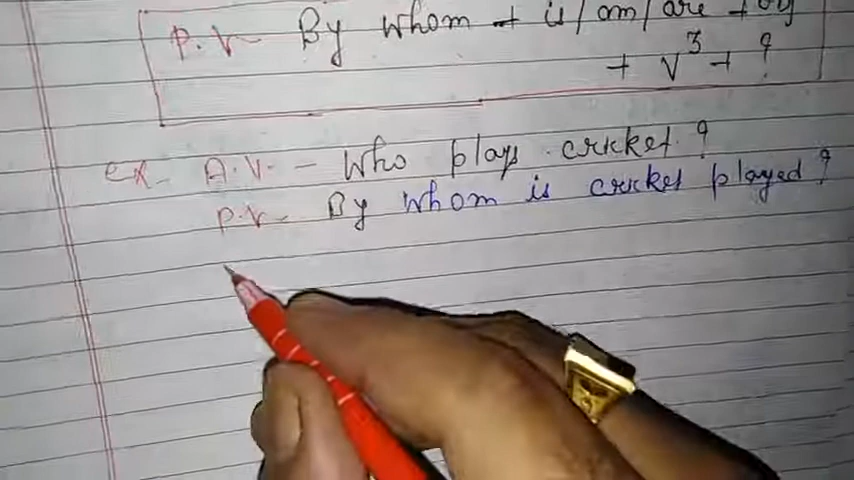 P.V- By whom + is/am/are + obj
+ V3 + ?
ex- A.V.- Who plays cricket?
P.V- By whom is cricket played?